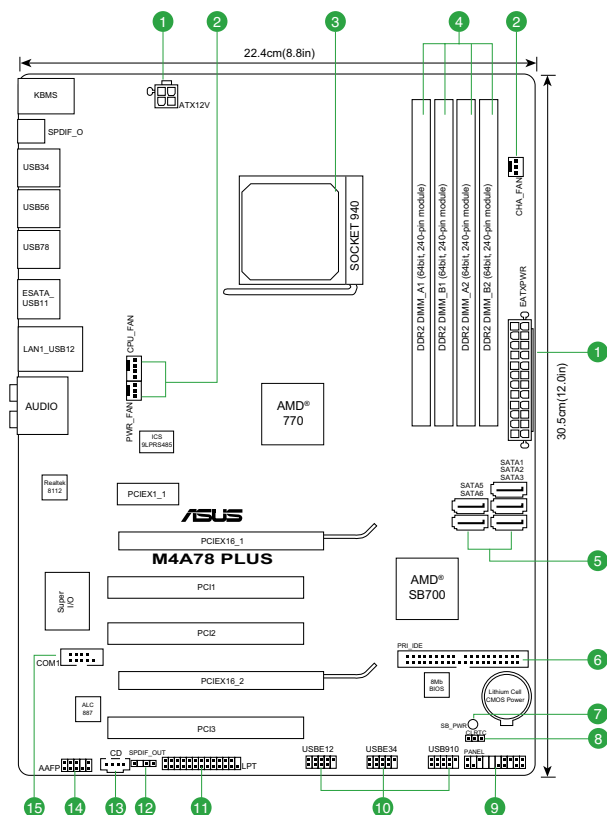 1
2
3
4
2
22.4cm(8.8in)
KBMS
ATX12V
SPDIF_O
USB34
USB56
USB78
ESATA_
USB11
LAN1_USB12
AUDIO
SOCKET 940
DDR2 DIMM_A1 (64bit, 240-pin module)
DDR2 DIMM_B1 (64bit, 240-pin module)
DDR2 DIMM_A2 (64bit, 240-pin module)
DDR2 DIMM_B2 (64bit, 240-pin module)
CHA_FAN
EATXPWR
1
30.5cm(12.0in)
CPU_FAN
2
PWR_FAN
ICS
9LPRS485
AMD®
770
Realtek
8112
PCIEX1_1
SATA1
SATA2
SATA3
SATA5
SATA6
5
ASUS
PCIEX16_1
M4A78 PLUS
PCI1
AMD®
SB700
Super
I/O
PCI2
COM1
15
PRI_IDE
6
PCIEX16_2
8Mb
BIOS
Lithium Cell
CMOS Power
ALC
887
PCI3
SB_PWR
7
CLRTC
8
AAFP
CD
SPDIF_OUT
LPT
USBE12
USBE34
USB910
PANEL
15
14
13
12
11
10
9